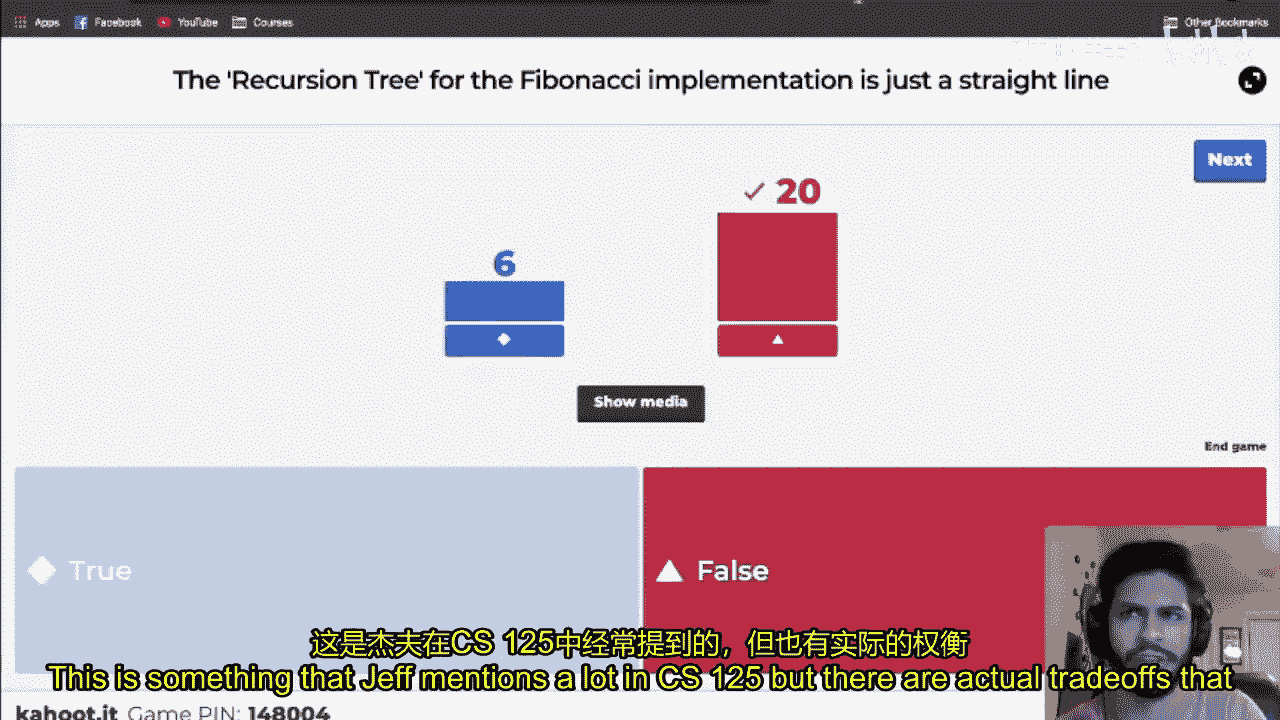 Apps Facebook YouTube Courses Other Bookmarks
The 'Recursion Tree' for the Fibonacci implementation is just a straight line
Next
20
6
Show media
End game
True False
这是杰夫在CS 125中经常提到的，但也有实际的权衡
This is something that Jeff mentions a lot in CS 125 but there are actual tradeoffs that
kahoot.it Game PIN: 148004